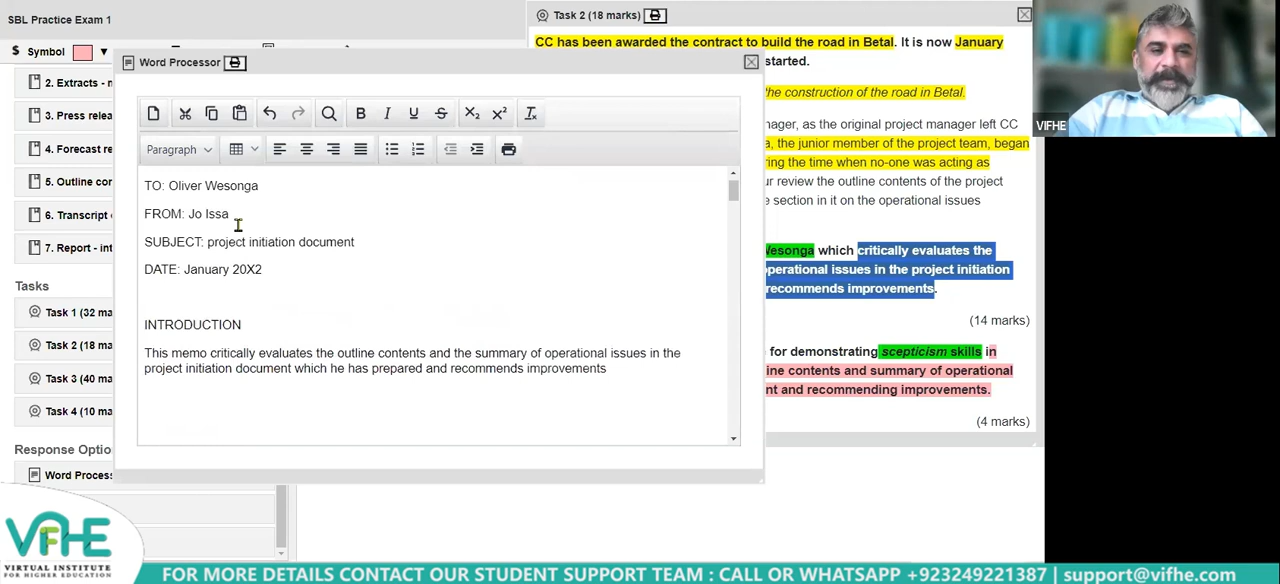 SBL Practice Exam 1
$ Symbol
2. Extracts - n
3. Press relea
4. Forecast re
5. Outline cor
6. Transcript
7. Report - int
Tasks
Task 1 (32 ma
Task 2 (18 ma
Task 3 (40 ma
Task 4 (10 ma
Response Optio
Word Process
Word Processor
Paragraph
TO: Oliver Wesonga
FROM: Jo Issa
SUBJECT: project initiation document
DATE: January 20X2
INTRODUCTION
This memo critically evaluates the outline contents and the summary of operational issues in the
project initiation document which he has prepared and recommends improvements
Task 2 (18 marks)
CC has been awarded the contract to build the road in Betal. It is now January
started.
the construction of the road in Betal.
nager, as the original project manager left CC
a, the junior member of the project team, began
ring the time when no-one was acting as
ur review the outline contents of the project
e section in it on the operational issues
Wesonga which critically evaluates the
operational issues in the project initiation
recommends improvements.
(14 marks)
e for demonstrating scepticism skills in
line contents and summary of operational
ent and recommending improvements.
(4 marks)
VIFHE
VIFHE
VIRTUAL INSTITUTE
FOR HIGHER EDUCATION
FOR MORE DETAILS CONTACT OUR STUDENT SUPPORT TEAM : CALL OR WHATSAPP +923249221387 | support@vifhe.com